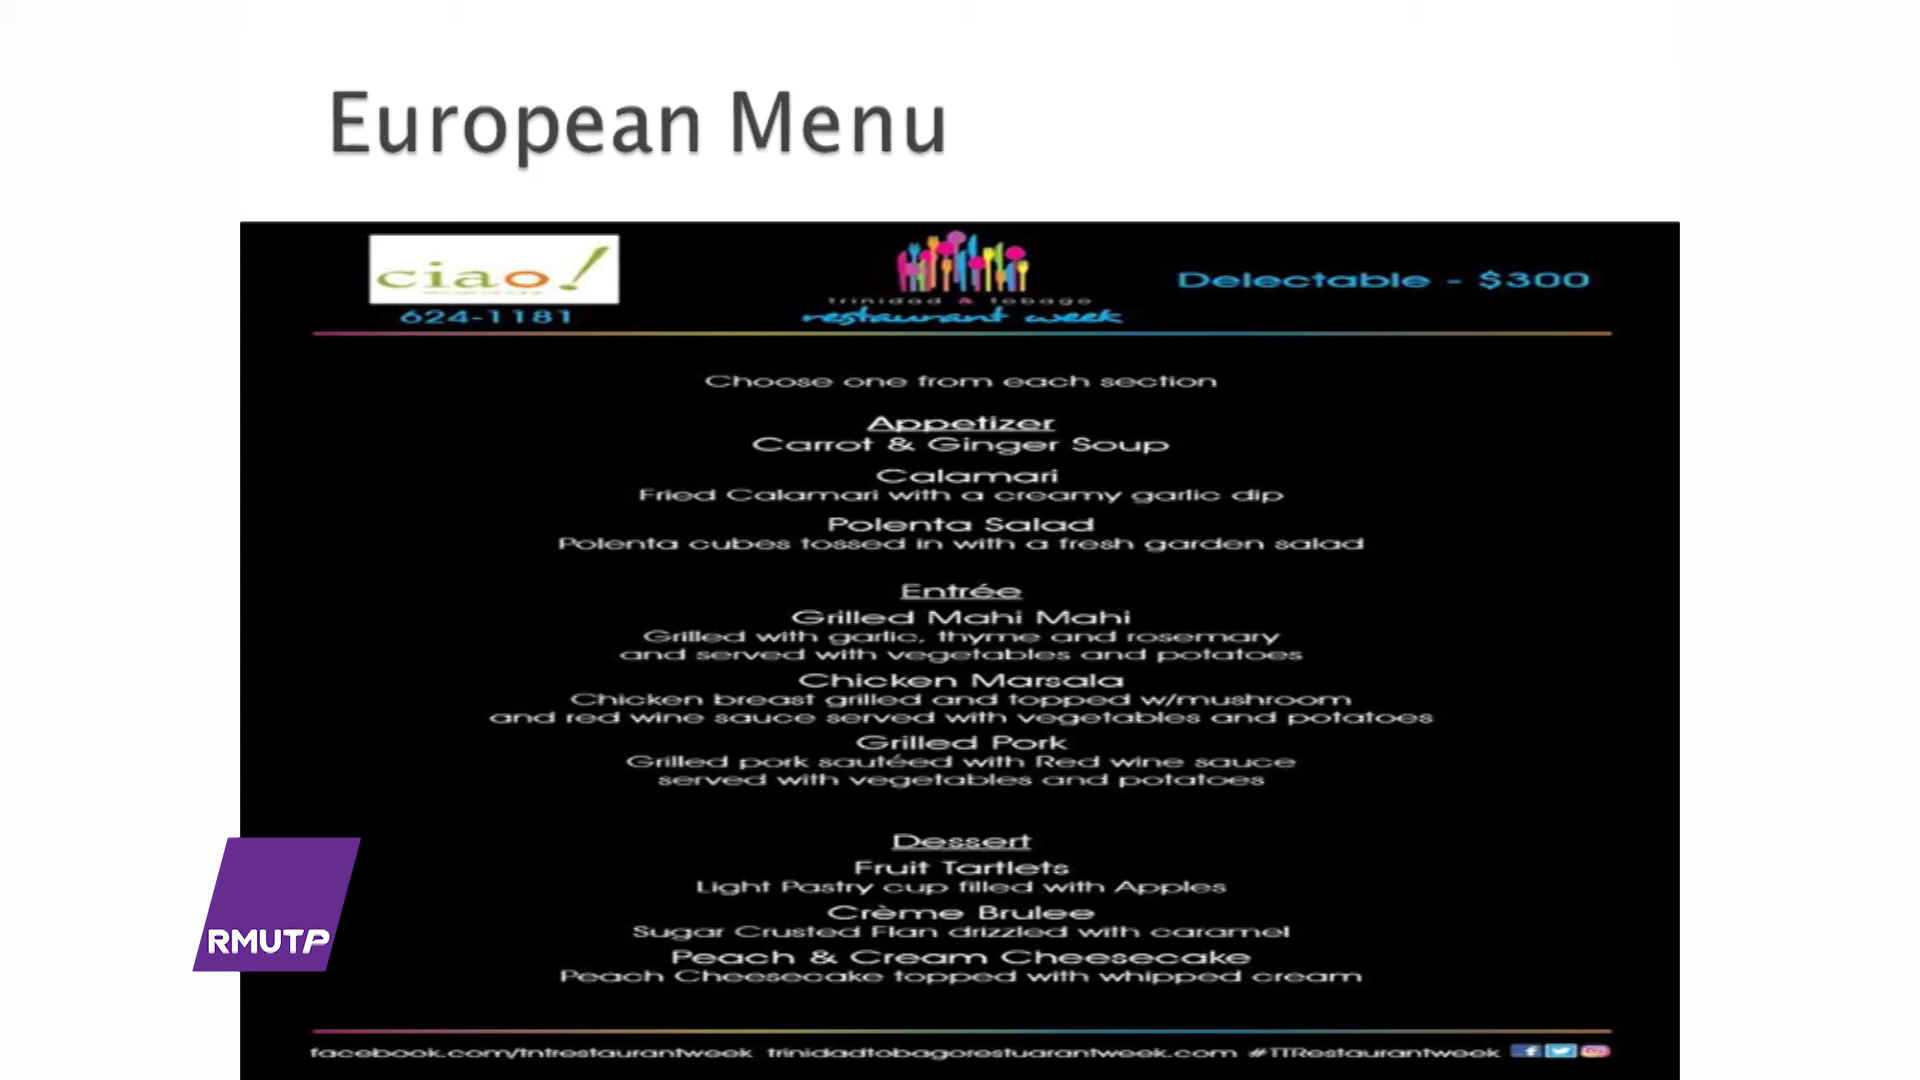 European Menu
ciao!
624-1181
trinidad & tobago
restaurant week
Delectable - $300
Choose one from each section
Appetizer
Carrot & Ginger Soup
Calamari
Fried Calamari with a creamy garlic dip
Polenta Salad
Polenta cubes tossed in with a fresh garden salad
Entrée
Grilled Mahi Mahi
Grilled with garlic, thyme and rosemary
and served with vegetables and potatoes
Chicken Marsala
Chicken breast grilled and topped w/mushroom
and red wine sauce served with vegetables and potatoes
Grilled Pork
Grilled pork sautéed with Red wine sauce
served with vegetables and potatoes
Dessert
Fruit Tartlets
Light Pastry cup filled with Apples
Crème Brulee
Sugar Crusted Flan drizzled with caramel
Peach & Cream Cheesecake
Peach Cheesecake topped with whipped cream
facebook.com/tntrestaurantweek trinidadtobagorestuarantweek.com #TTRestaurantweek
RMUTP